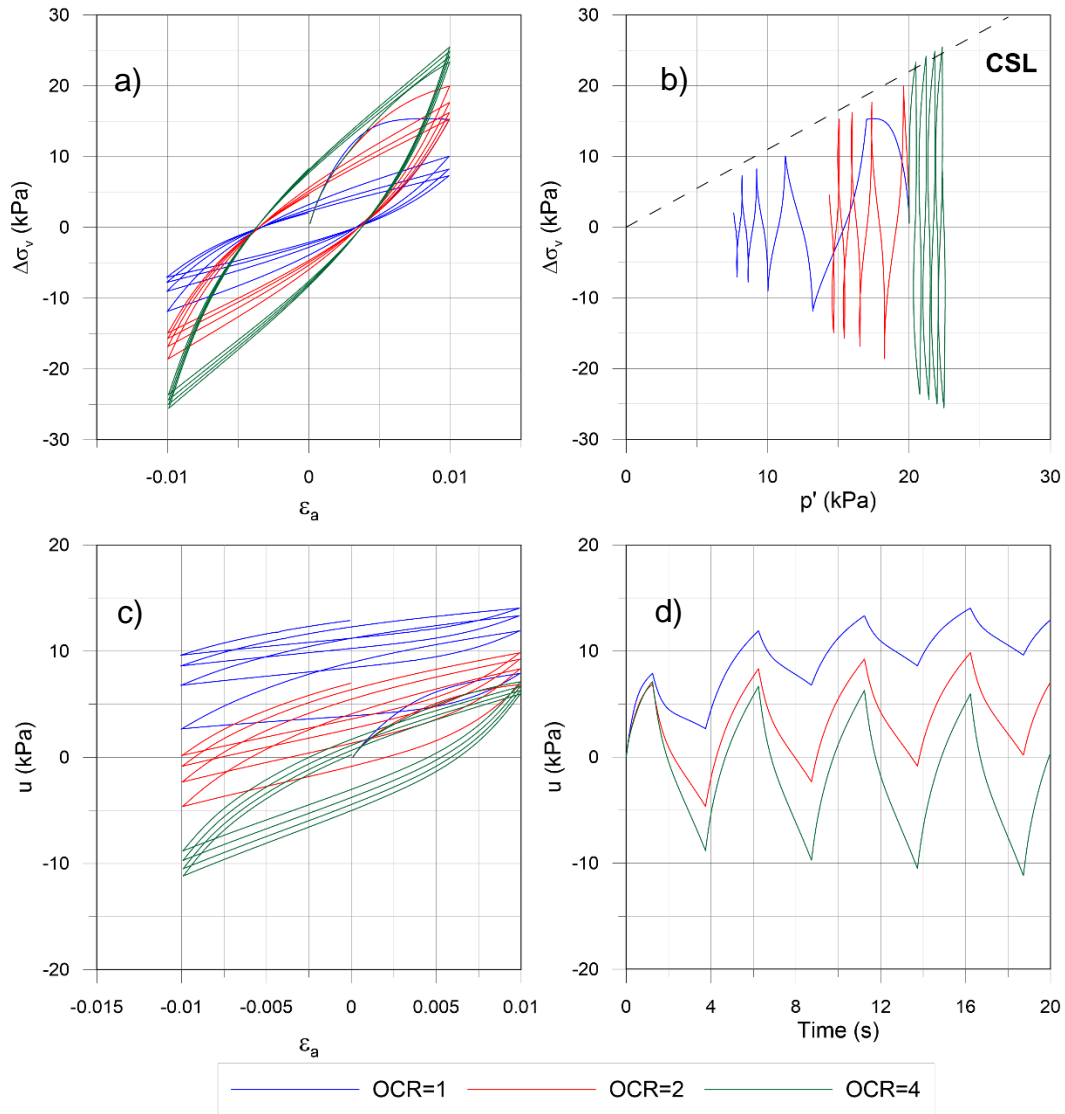 a)
30
20
10
0
-10
-20
-30
Δσv (kPa)
-0.01 0 0.01
εa
b)
CSL
30
20
10
0
-10
-20
-30
Δσv (kPa)
0 10 20 30
p' (kPa)
c)
20
10
0
-10
-20
u (kPa)
-0.015 -0.01 -0.005 0 0.005 0.01
εa
d)
20
10
0
-10
-20
u (kPa)
0 4 8 12 16 20
Time (s)
OCR=1 OCR=2 OCR=4